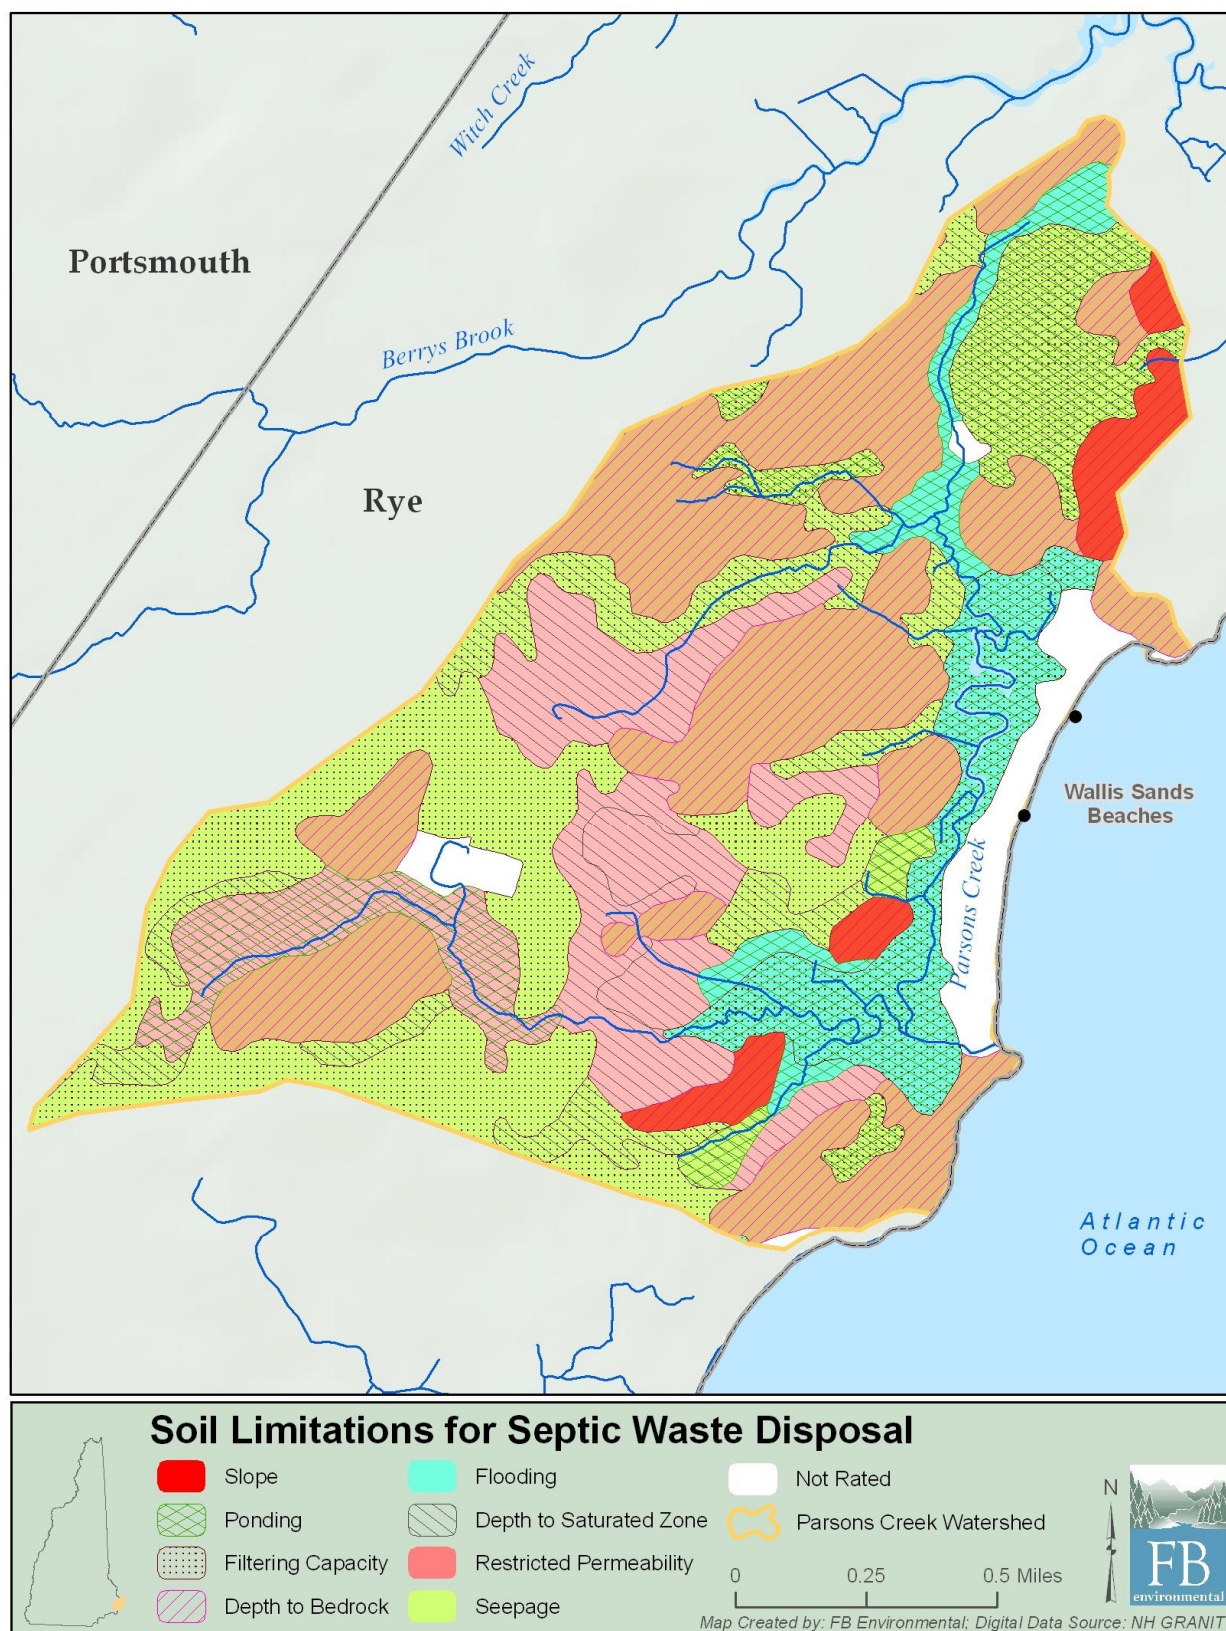 Witch Creek
Portsmouth
Berrys Brook
Rye
Wallis Sands
Beaches
Parsons Creek
Atlantic
Ocean
Soil Limitations for Septic Waste Disposal
Slope
Flooding
Not Rated
Ponding
Depth to Saturated Zone
Parsons Creek Watershed
Filtering Capacity
Restricted Permeability
Depth to Bedrock
Seepage
0 0.25 0.5 Miles
N
FB
environmental
Map Created by: FB Environmental; Digital Data Source: NH GRANIT